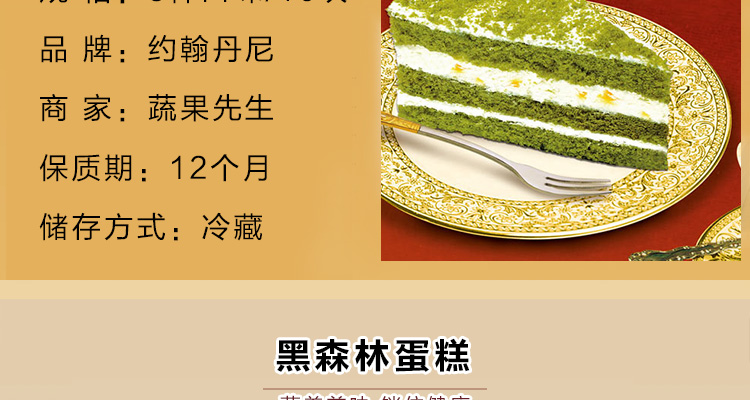 品 牌：约翰丹尼
商 家：蔬果先生
保质期：12个月
储存方式：冷藏
黑森林蛋糕